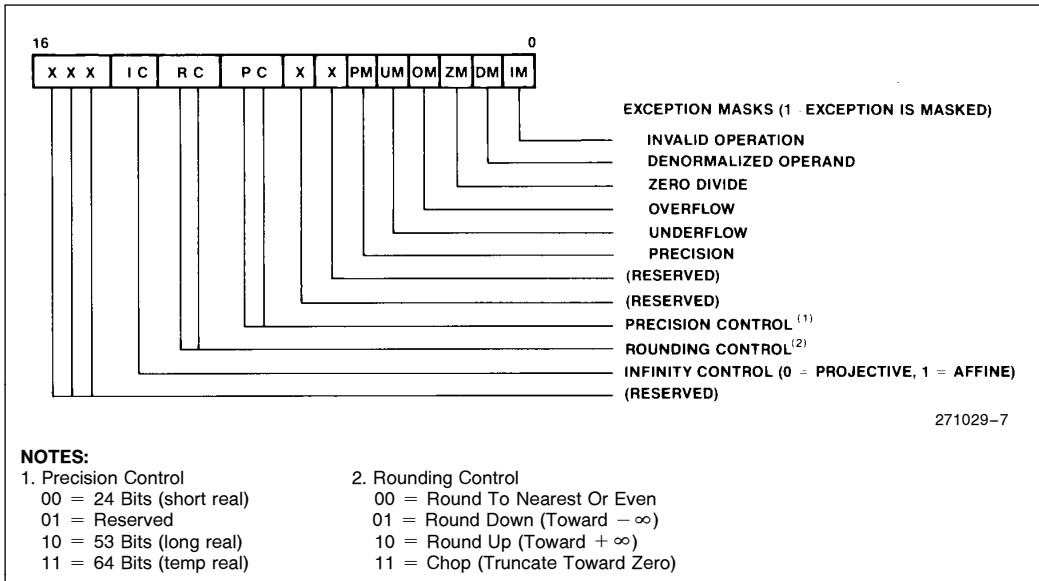 16 0
X X X I C R C P C X X PM UM OM ZM DM IM
EXCEPTION MASKS (1 EXCEPTION IS MASKED)
INVALID OPERATION
DENORMALIZED OPERAND
ZERO DIVIDE
OVERFLOW
UNDERFLOW
PRECISION
(RESERVED)
(RESERVED)
PRECISION CONTROL (1)
ROUNDING CONTROL(2)
INFINITY CONTROL (0 = PROJECTIVE, 1 = AFFINE)
(RESERVED)
271029–7
NOTES:
1. Precision Control
00 = 24 Bits (short real)
01 = Reserved
10 = 53 Bits (long real)
11 = 64 Bits (temp real)
2. Rounding Control
00 = Round To Nearest Or Even
01 = Round Down (Toward −∞)
10 = Round Up (Toward +∞)
11 = Chop (Truncate Toward Zero)